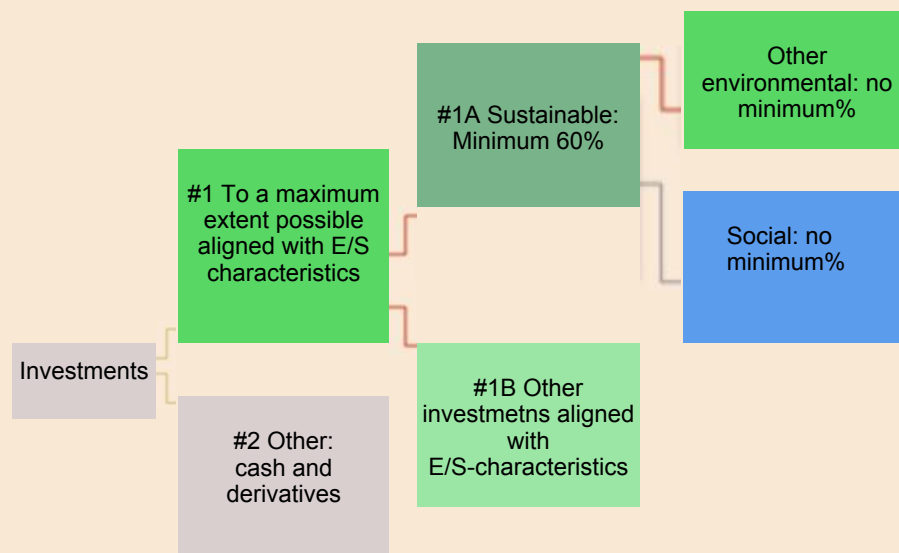 Investments
#1 To a maximum
extent possible
aligned with E/S
characteristics
#2 Other:
cash and
derivatives
#1A Sustainable:
Minimum 60%
#1B Other
investmetns aligned
with
E/S-characteristics
Other
environmental: no
minimum%
Social: no
minimum%